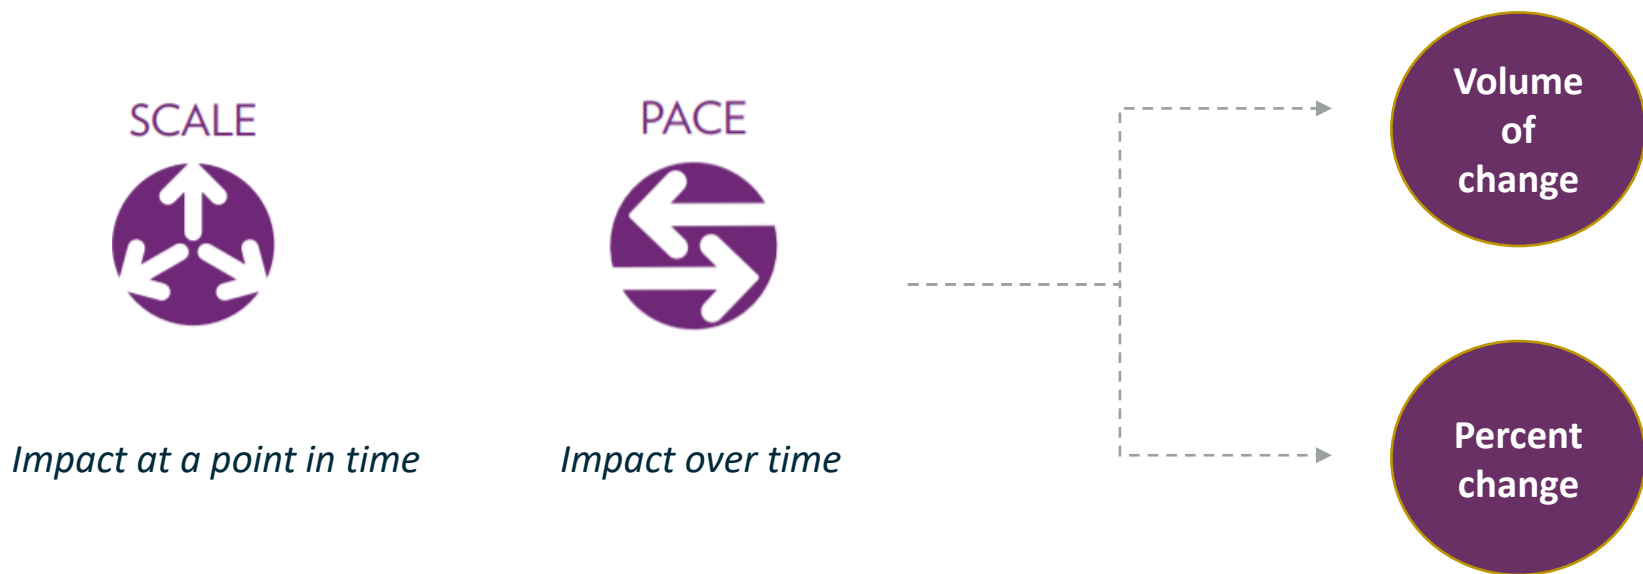 SCALE
Impact at a point in time
PACE
Impact over time
Volume
of
change
Percent
change